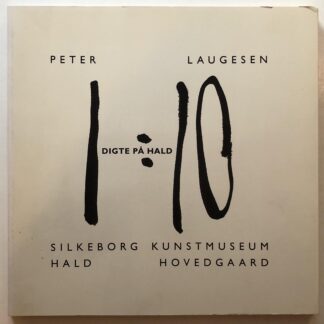 PETER LAUGESEN
1:10
DIGTE PÅ HALD
SILKEBORG KUNSTMUSEUM
HALD HOVEDGAARD